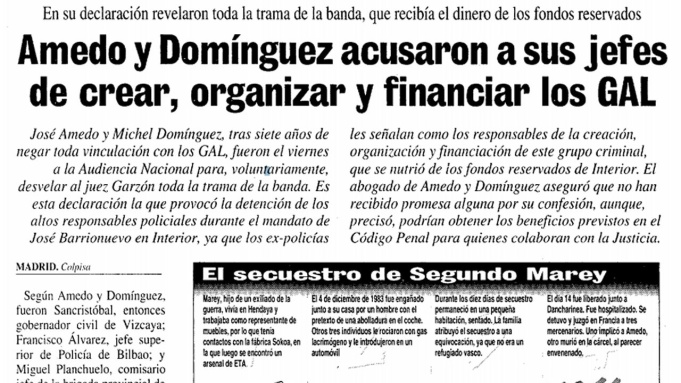 En su declaración revelaron toda la trama de la banda, que recibía el dinero de los fondos reservados
Amedo y Domínguez acusaron a sus jefes
de crear, organizar y financiar los GAL
José Amedo y Michel Domínguez, tras siete años de
negar toda vinculación con los GAL, fueron el viernes
a la Audiencia Nacional para, voluntariamente,
desvelar al juez Garzón toda la trama de la banda. Es
esta declaración la que provocó la detención de los
altos responsables policiales durante el mandato de
José Barrionuevo en Interior, ya que los ex-policías
les señalan como los responsables de la creación,
organización y financiación de este grupo criminal,
que se nutrió de los fondos reservados de Interior. El
abogado de Amedo y Domínguez aseguró que no han
recibido promesa alguna por su confesión, aunque,
precisó, podrían obtener los beneficios previstos en el
Código Penal para quienes colaboran con la Justicia.
MADRID. Colpisa
Según Amedo y Domínguez,
fueron Sancristóbal, entonces
gobernador civil de Vizcaya;
Francisco Álvarez, jefe supe-
rior de Policía de Bilbao; y
Miguel Planchuelo, comisario
jefe de la brigada provincial de
El secuestro de Segundo Marey
Marey, hijo de un exiliado de la
guerra, vivía en Hendaya y
trabajaba como representante
de muebles, por lo que tenía
contactos con la fábrica Sokoa, en
la que luego se encontró un
arsenal de ETA.
El 4 de diciembre de 1983 fue engañado
junto a su casa por un hombre con el
pretexto de una abolladura en el coche.
Otros tres individuos le rociaron con gas
lacrimógeno y le introdujeron en un
automóvil
Durante los diez días de secuestro
permaneció en una pequeña
habitación, sentado. La familia
atribuyó el secuestro a una
equivocación, ya que no era un
refugiado vasco.
El día 14 fue liberado junto a
Dancharinea. Fue hospitalizado. Se
detuvo y juzgó en Francia a tres
mercenarios. Uno implicó a Amedo,
otro murió en la cárcel, al parecer
envenenado.